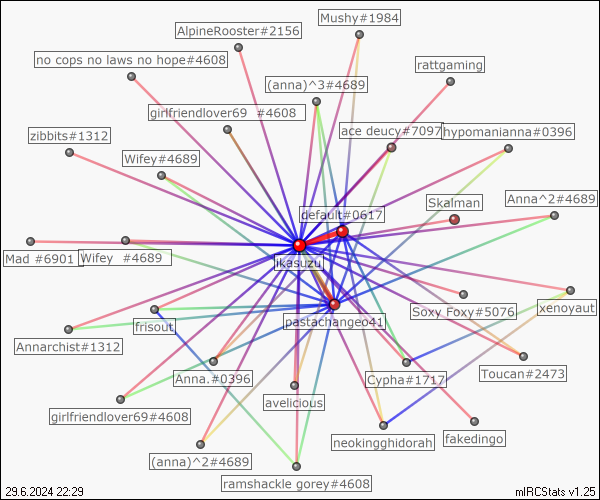 Mushy#1984
AlpineRooster#2156
no cops no laws no hope#4608
rattgaming
(anna)^3#4689
girlfriendlover69 #4608
ace deucy#7097
hypomanianna#0396
zibbits#1312
Wifey#4689
Anna^2#4689
Skalman
default#0617
Mad #6901
Wifey #4689
ikasuzu
xenoyaut
Soxy Foxy#5076
pastachange041
frisout
Annarchist#1312
Toucan#2473
Anna.#0396
Cypha#1717
avelicious
girlfriendlover69#4608
neokingghidorah
fakedingo
(anna)^2#4689
ramshackle gorey#4608
29.6.2024 22:29
mIRCStats v1.25